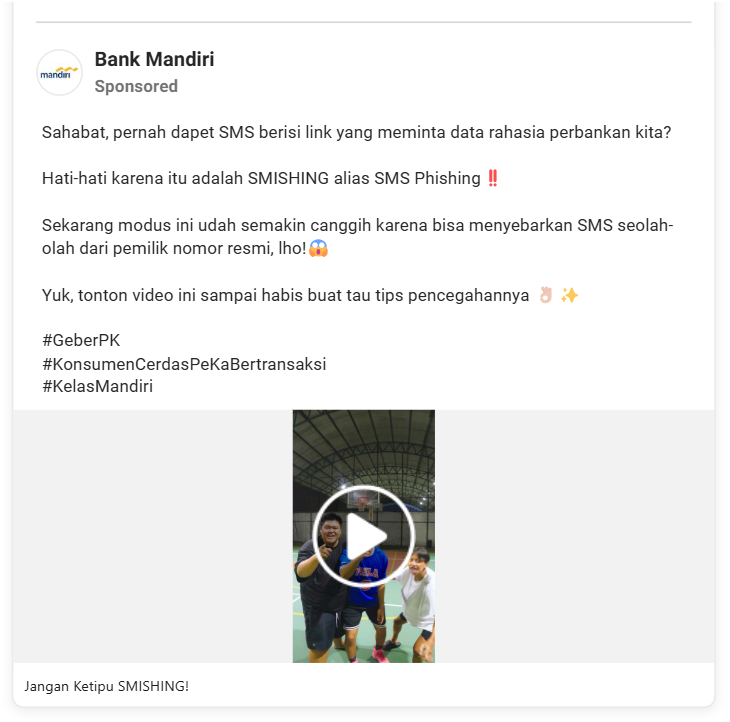 mandiri
Bank Mandiri
Sponsored
Sahabat, pernah dapet SMS berisi link yang meminta data rahasia perbankan kita?
Hati-hati karena itu adalah SMISHING alias SMS Phishing ‼️
Sekarang modus ini udah semakin canggih karena bisa menyebarkan SMS seolah-
olah dari pemilik nomor resmi, lho!😱
Yuk, tonton video ini sampai habis buat tau tips pencegahannya 👌🏻 ✨
#GeberPK
#KonsumenCerdasPeKaBertransaksi
#KelasMandiri
Jangan Ketipu SMISHING!